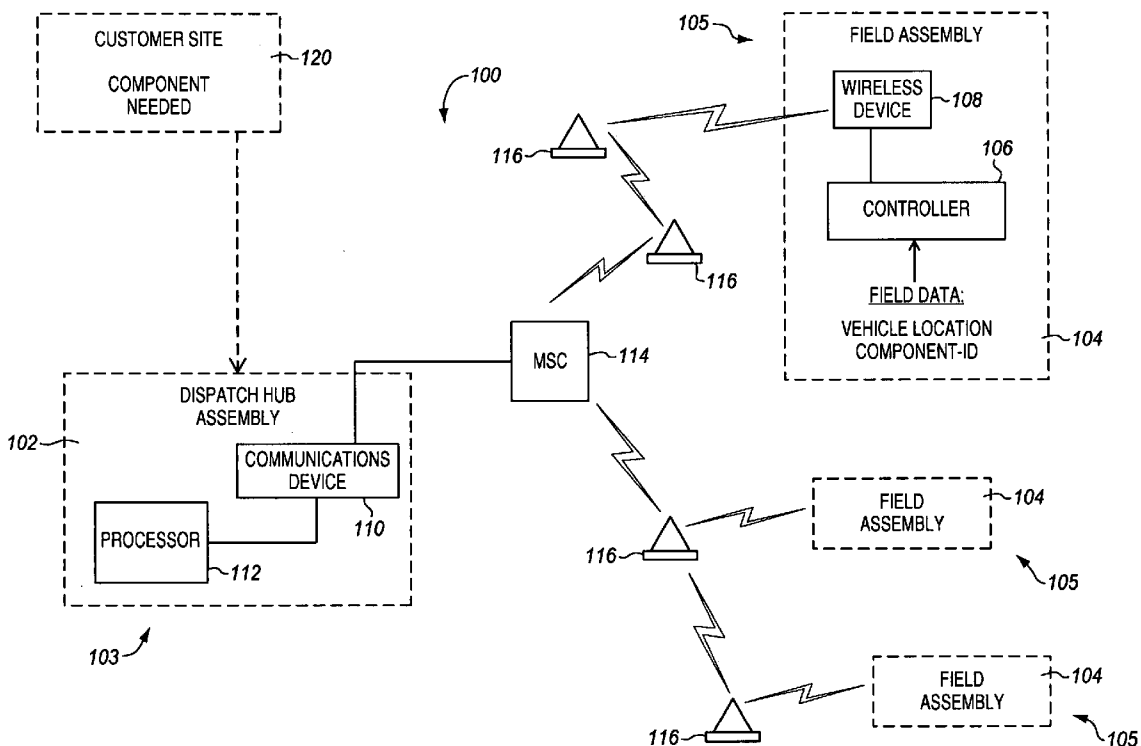 CUSTOMER SITE
COMPONENT
NEEDED
120
100
105
FIELD ASSEMBLY
WIRELESS
DEVICE
108
106
CONTROLLER
FIELD DATA:
VEHICLE LOCATION
COMPONENT-ID
104
116
116
MSC
114
DISPATCH HUB
ASSEMBLY
102
COMMUNICATIONS
DEVICE
110
PROCESSOR
112
103
116
FIELD
ASSEMBLY
104
105
116
FIELD
ASSEMBLY
104
105